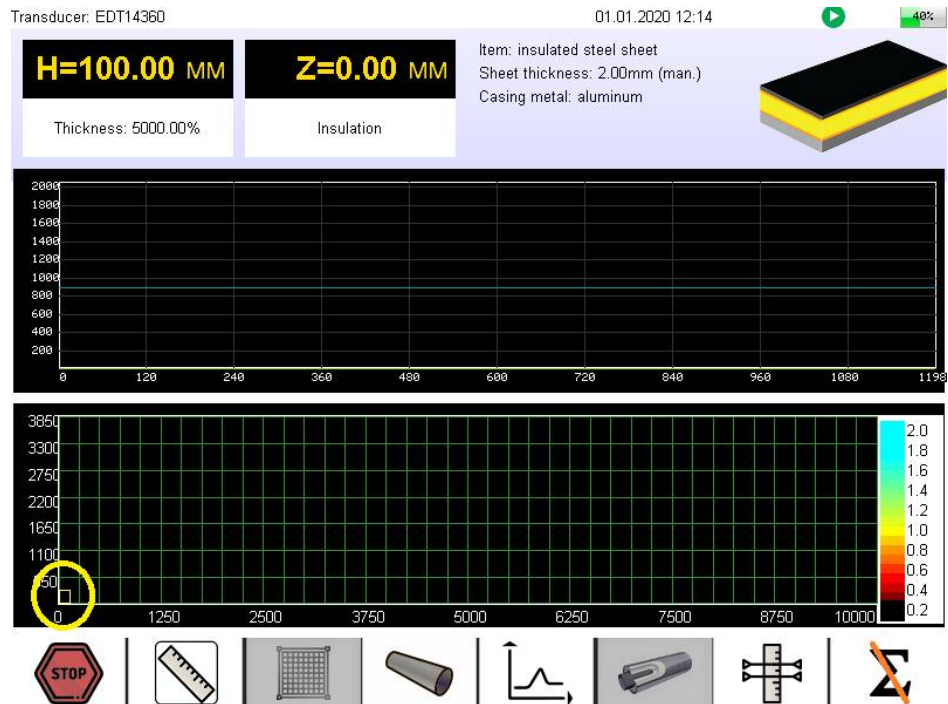 Transducer: EDT14360 01.01.2020 12:14 40%
H=100.00 MM
Thickness: 5000.00%
Z=0.00 MM
Insulation
Item: insulated steel sheet
Sheet thickness: 2.00mm (man.)
Casing metal: aluminum
2000
1800
1600
1400
1200
1000
800
600
400
200
0 120 240 360 480 600 720 840 960 1080 1198
3850
3300
2750
2200
1650
1100
550
0 1250 2500 3750 5000 6250 7500 8750 10000
2.0
1.8
1.6
1.4
1.2
1.0
0.8
0.6
0.4
0.2
STOP
Σ